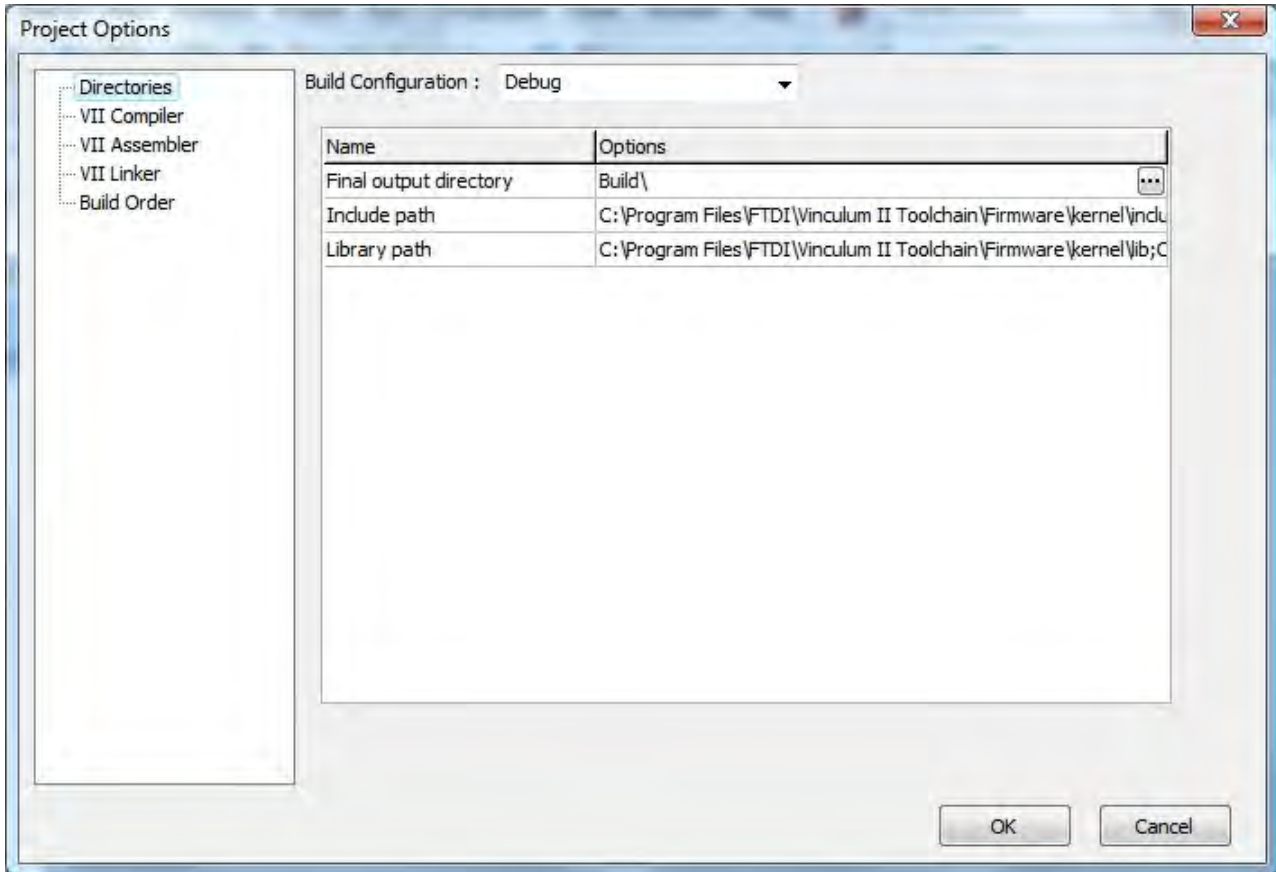 Project Options
Directories
VII Compiler
VII Assembler
VII Linker
Build Order
Build Configuration : Debug
Name Options
Final output directory Build\ ...
Include path C:\Program Files\FTDI\Vinculum II Toolchain\Firmware\kernel\inclu
Library path C:\Program Files\FTDI\Vinculum II Toolchain\Firmware\kernel\lib;C
OK Cancel